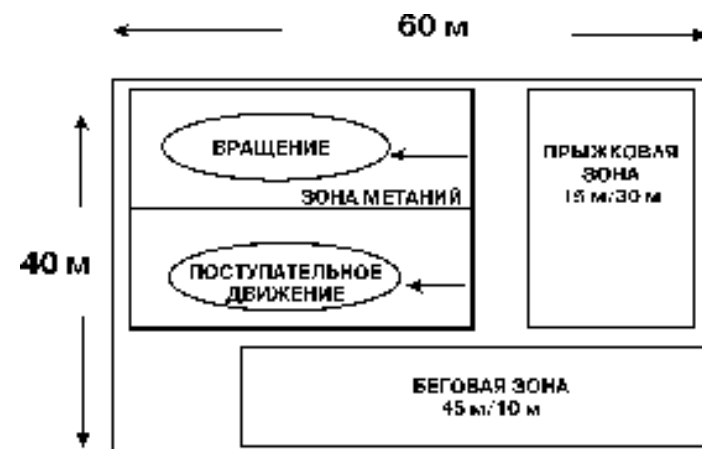 60 м
ВРАЩЕНИЕ
ЗОНА МЕТАНИЙ
ПРЫЖКОВАЯ
ЗОНА
15 м/30 м
40 м
ПОСТУПАТЕЛЬНОЕ
ДВИЖЕНИЕ
БЕГОВАЯ ЗОНА
45 м/10 м